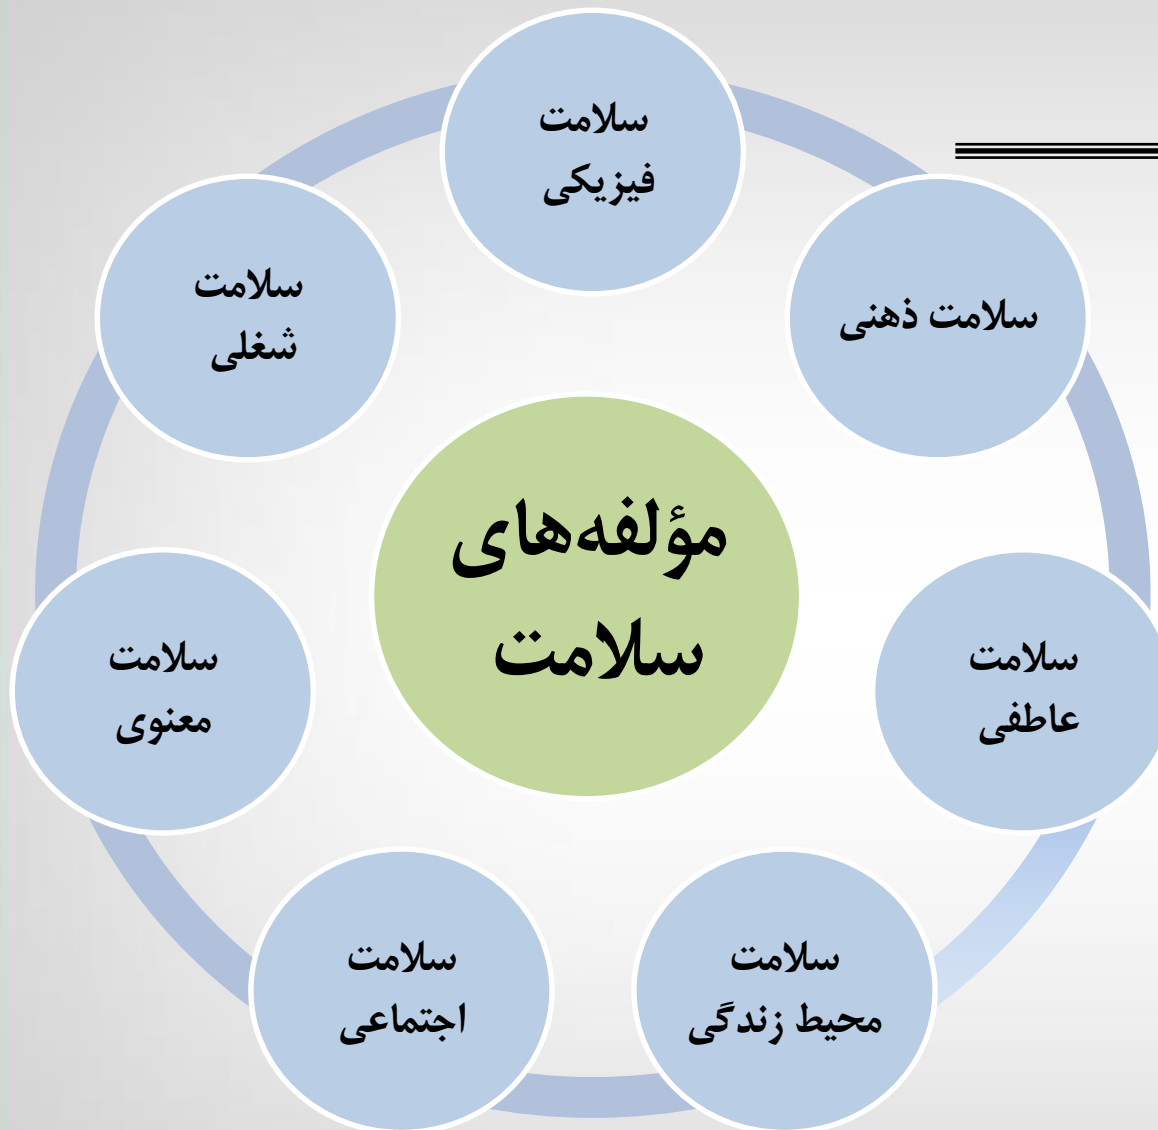 سلامت
فیزیکی
سلامت ذهنی
سلامت
عاطفی
سلامت
محیط زندگی
سلامت
اجتماعی
سلامت
معنوی
سلامت
شغلی
مؤلفه‌های
سلامت